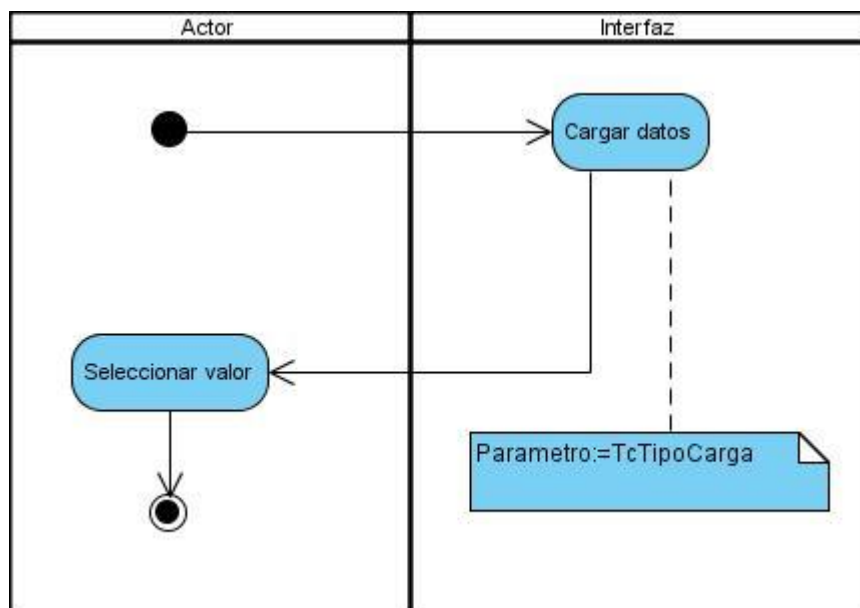 Actor
Interfaz
Cargar datos
Seleccionar valor
Parametro:=TcTipoCarga